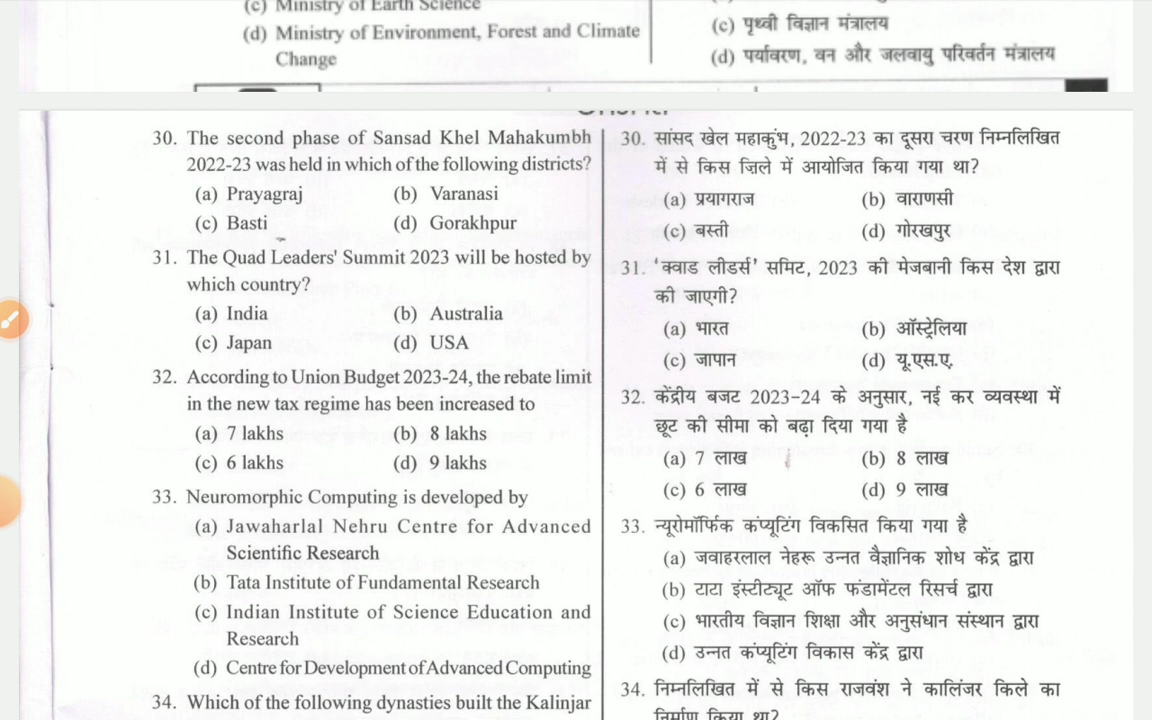 (c) Ministry of Earth Science
(d) Ministry of Environment, Forest and Climate
Change
(c) पृथ्वी विज्ञान मंत्रालय
(d) पर्यावरण, वन और जलवायु परिवर्तन मंत्रालय
30. The second phase of Sansad Khel Mahakumbh
2022-23 was held in which of the following districts?
(a) Prayagraj (b) Varanasi
(c) Basti (d) Gorakhpur
31. The Quad Leaders' Summit 2023 will be hosted by
which country?
(a) India (b) Australia
(c) Japan (d) USA
32. According to Union Budget 2023-24, the rebate limit
in the new tax regime has been increased to
(a) 7 lakhs (b) 8 lakhs
(c) 6 lakhs (d) 9 lakhs
33. Neuromorphic Computing is developed by
(a) Jawaharlal Nehru Centre for Advanced
Scientific Research
(b) Tata Institute of Fundamental Research
(c) Indian Institute of Science Education and
Research
(d) Centre for Development of Advanced Computing
34. Which of the following dynasties built the Kalinjar
30. सांसद खेल महाकुंभ, 2022-23 का दूसरा चरण निम्नलिखित
में से किस ज़िले में आयोजित किया गया था?
(a) प्रयागराज (b) वाराणसी
(c) बस्ती (d) गोरखपुर
31. 'क्वाड लीडर्स' समिट, 2023 की मेजबानी किस देश द्वारा
की जाएगी?
(a) भारत (b) ऑस्ट्रेलिया
(c) जापान (d) यू.एस.ए.
32. केंद्रीय बजट 2023-24 के अनुसार, नई कर व्यवस्था में
छूट की सीमा को बढ़ा दिया गया है
(a) 7 लाख (b) 8 लाख
(c) 6 लाख (d) 9 लाख
33. न्यूरोमॉर्फिक कंप्यूटिंग विकसित किया गया है
(a) जवाहरलाल नेहरू उन्नत वैज्ञानिक शोध केंद्र द्वारा
(b) टाटा इंस्टीट्यूट ऑफ फंडामेंटल रिसर्च द्वारा
(c) भारतीय विज्ञान शिक्षा और अनुसंधान संस्थान द्वारा
(d) उन्नत कंप्यूटिंग विकास केंद्र द्वारा
34. निम्नलिखित में से किस राजवंश ने कालिंजर किले का
निर्माण किया था?